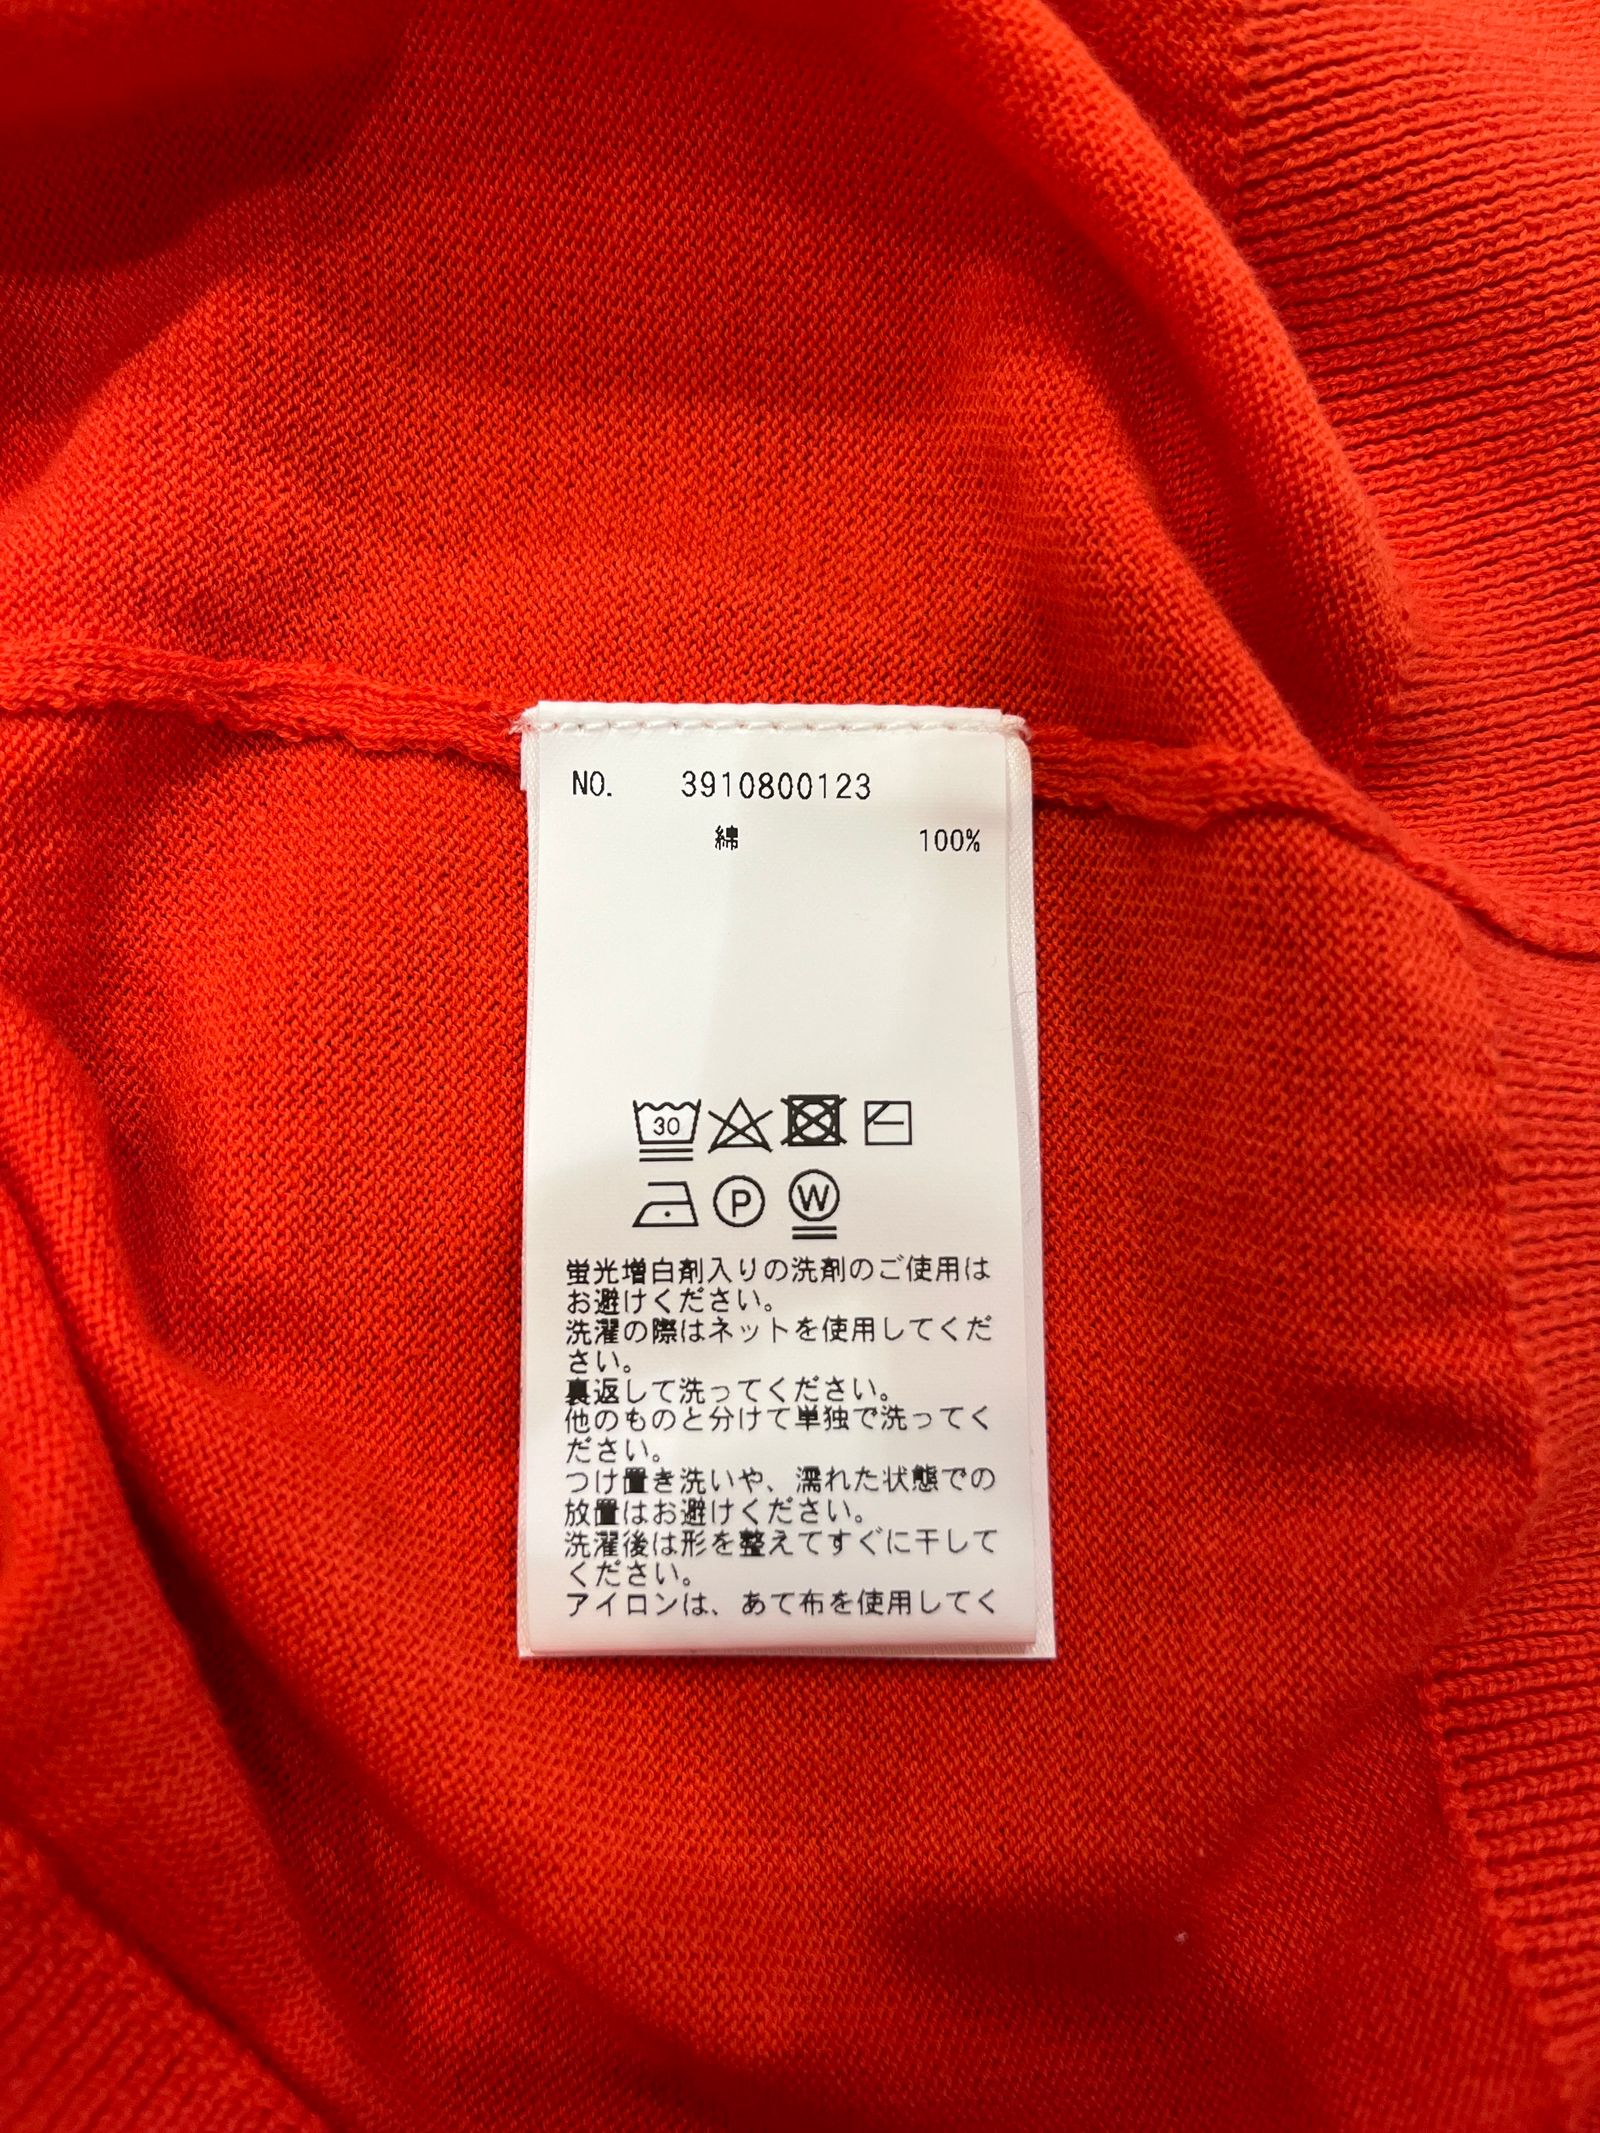 NO. 3910800123
綿 100%
30
P W
蛍光増白剤入りの洗剤のご使用は
お避けください。
洗濯の際はネットを使用してくだ
さい。
裏返して洗ってください。
他のものと分けて単独で洗ってく
ださい。
つけ置き洗いや、濡れた状態での
放置はお避けください。
洗濯後は形を整えてすぐに干して
ください。
アイロンは、あて布を使用してく